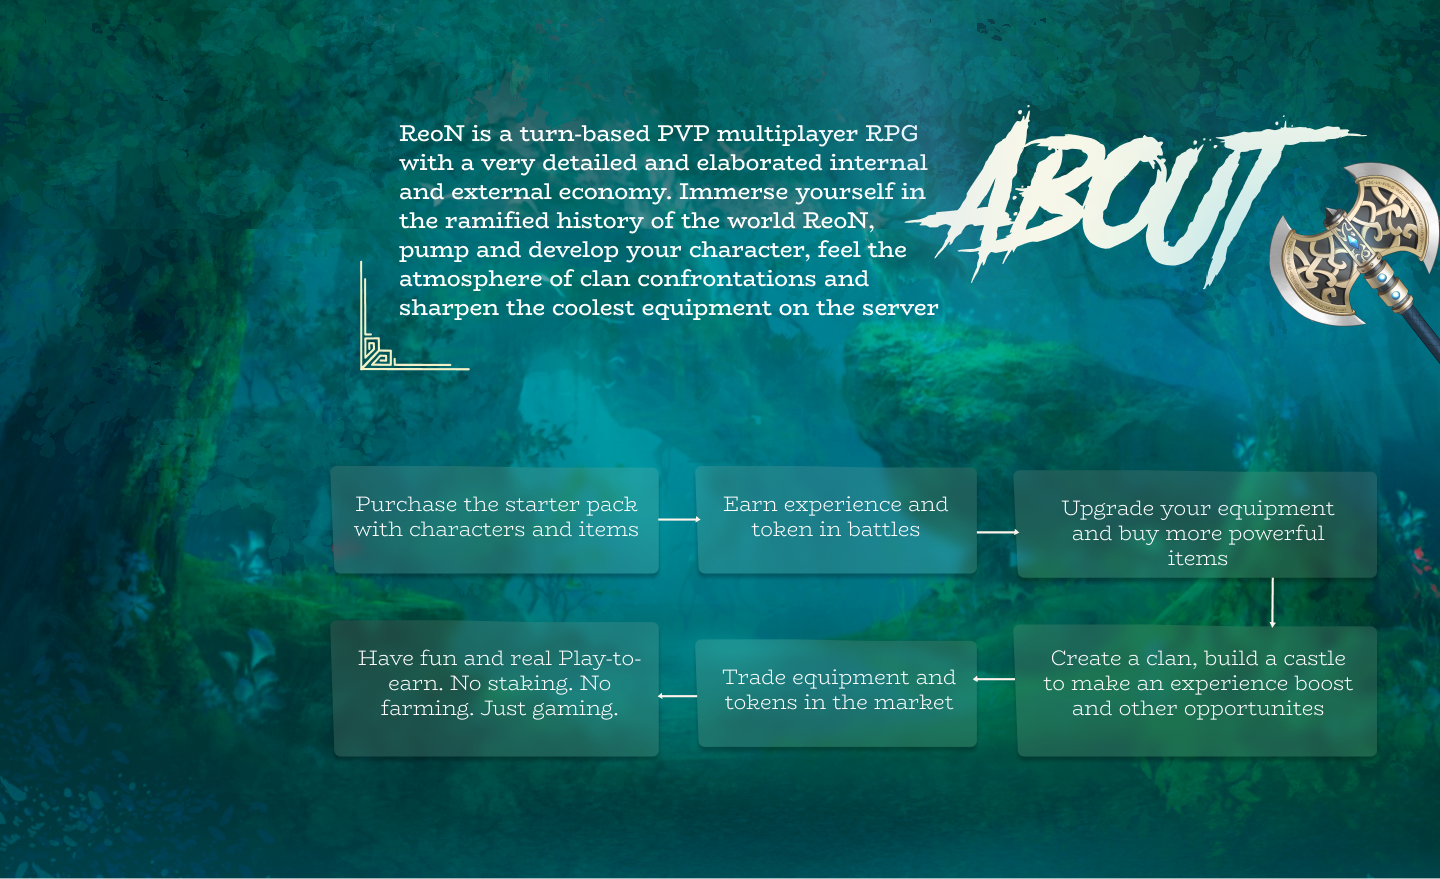 ABOUT
ReoN is a turn-based PVP multiplayer RPG
with a very detailed and elaborated internal
and external economy. Immerse yourself in
the ramified history of the world ReoN,
pump and develop your character, feel the
atmosphere of clan confrontations and
sharpen the coolest equipment on the server
Purchase the starter pack
with characters and items
Earn experience and
token in battles
Upgrade your equipment
and buy more powerful
items
Create a clan, build a castle
to make an experience boost
and other opportunites
Trade equipment and
tokens in the market
Have fun and real Play-to-
earn. No staking. No
farming. Just gaming.